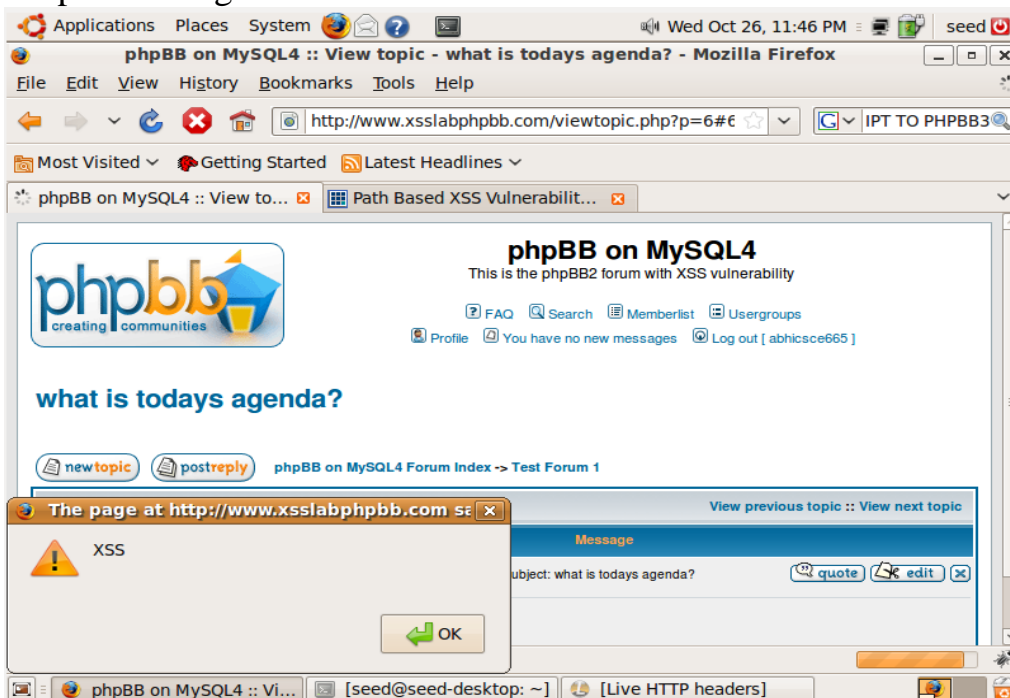 Applications Places System Wed Oct 26, 11:46 PM seed
phpBB on MySQL4 :: View topic - what is todays agenda? - Mozilla Firefox
File Edit View History Bookmarks Tools Help
http://www.xsslabphpbb.com/viewtopic.php?p=6#6 G IPT TO PHPBB3
Most Visited Getting Started Latest Headlines
phpBB on MySQL4 :: View to... Path Based XSS Vulnerabilit...
phpbb
creating communities
phpBB on MySQL4
This is the phpBB2 forum with XSS vulnerability
FAQ Search Memberlist Usergroups
Profile You have no new messages Log out [ abhicsce665 ]
what is todays agenda?
newtopic postreply phpBB on MySQL4 Forum Index -> Test Forum 1
View previous topic :: View next topic
The page at http://www.xsslabphpbb.com
Message
XSS
ubject: what is todays agenda? quote edit
OK
phpBB on MySQL4 :: Vi... [seed@seed-desktop: ~] [Live HTTP headers]